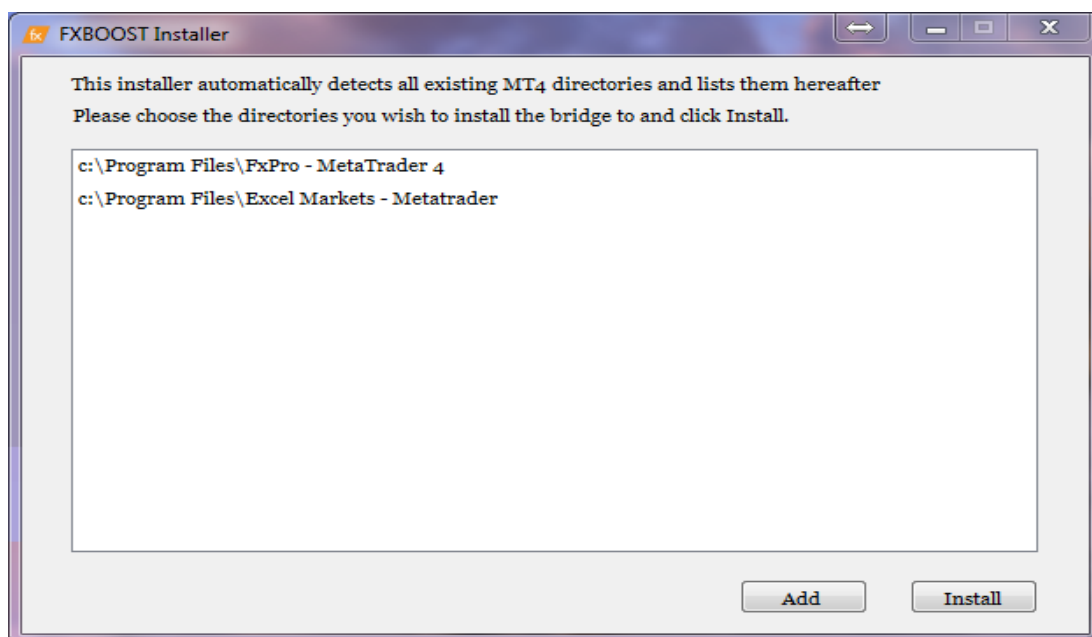 fx FXBOOST Installer
This installer automatically detects all existing MT4 directories and lists them hereafter
Please choose the directories you wish to install the bridge to and click Install.
c:\Program Files\FxPro - MetaTrader 4
c:\Program Files\Excel Markets - Metatrader
Add Install